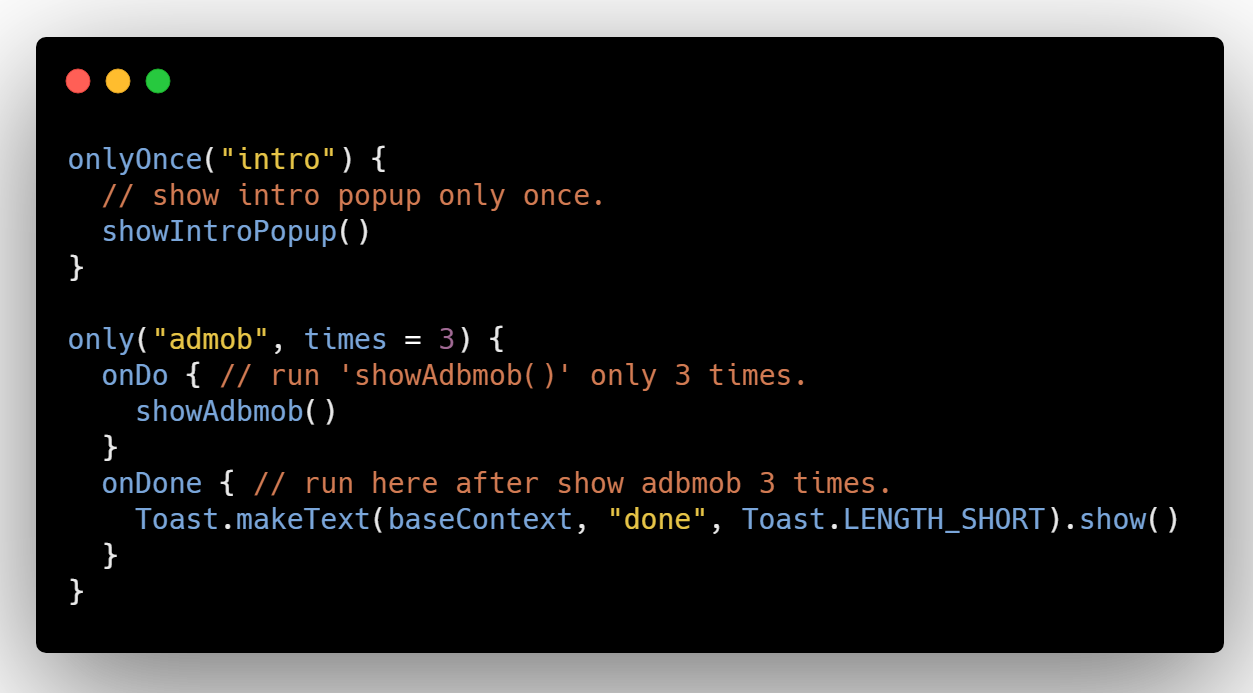 onlyOnce("intro") {
  // show intro popup only once.
  showIntroPopup()
}

only("admob", times = 3) {
  onDo { // run 'showAdbmob()' only 3 times.
    showAdbmob()
  }
  onDone { // run here after show adbmob 3 times.
    Toast.makeText(baseContext, "done", Toast.LENGTH_SHORT).show()
  }
}